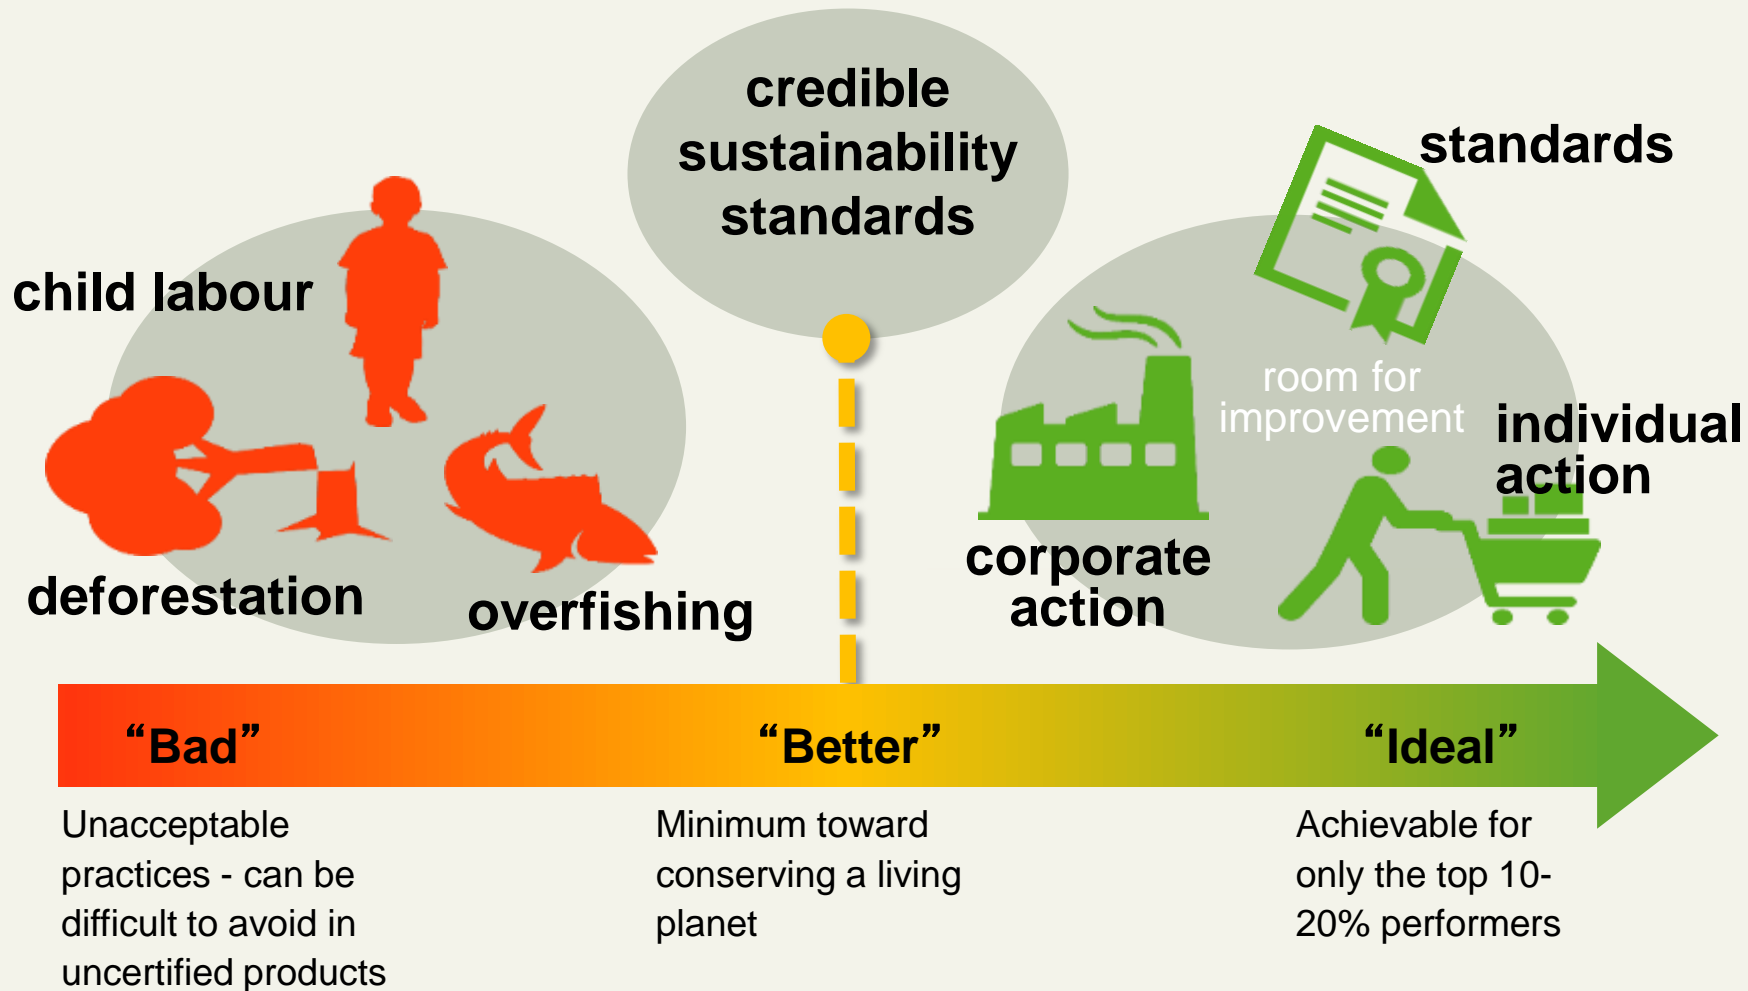 credible
sustainability
standards
standards
child labour
room for
improvement
individual
action
corporate
action
deforestation
overfishing
“Bad”
“Better”
“Ideal”
Unacceptable
practices - can be
difficult to avoid in
uncertified products
Minimum toward
conserving a living
planet
Achievable for
only the top 10-
20% performers